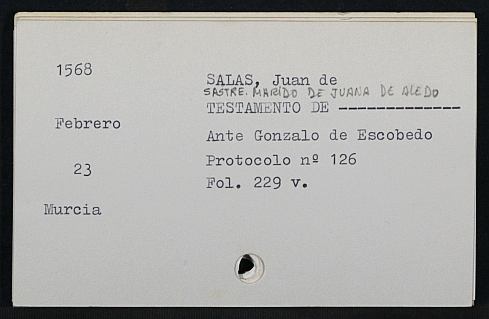 1568
SALAS, Juan de
SASTRE. MARIDO DE JUANA DE ALEDO
TESTAMENTO DE -------------
Febrero
Ante Gonzalo de Escobedo
23
Protocolo nº 126
Fol. 229 v.
Murcia